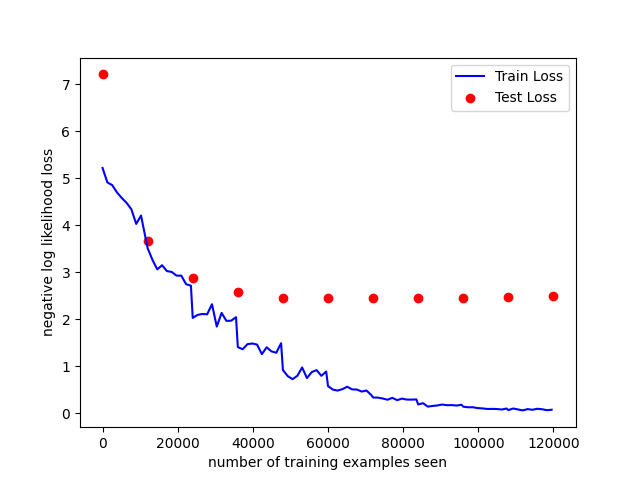 Train Loss
Test Loss
7
6
5
4
3
2
1
0
negative log likelihood loss
0 20000 40000 60000 80000 100000 120000
number of training examples seen